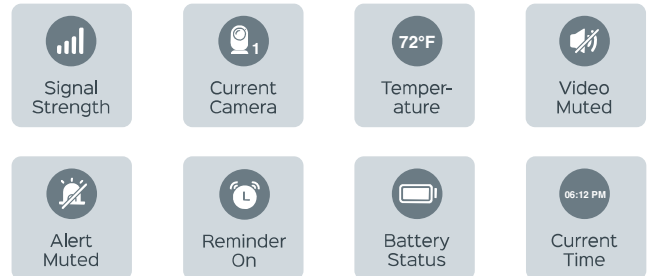 72°F
1
Signal
Strength
Current
Camera
Temper-
ature
Video
Muted
06:12 PM
Alert
Muted
Reminder
On
Battery
Status
Current
Time